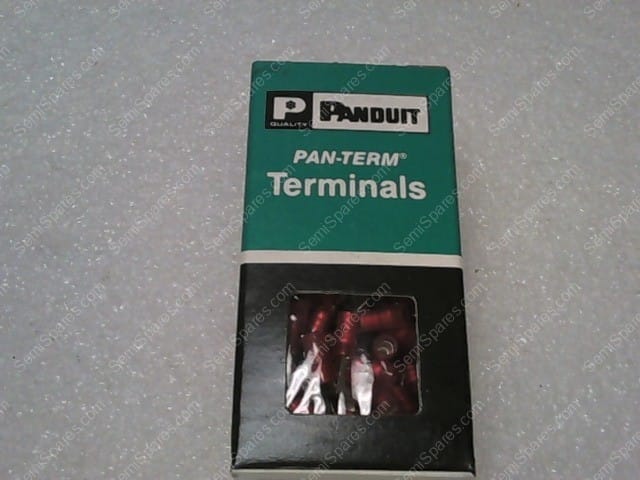 P PANDUIT
QUALITY
PAN-TERM®
Terminals
SemiSpares.com